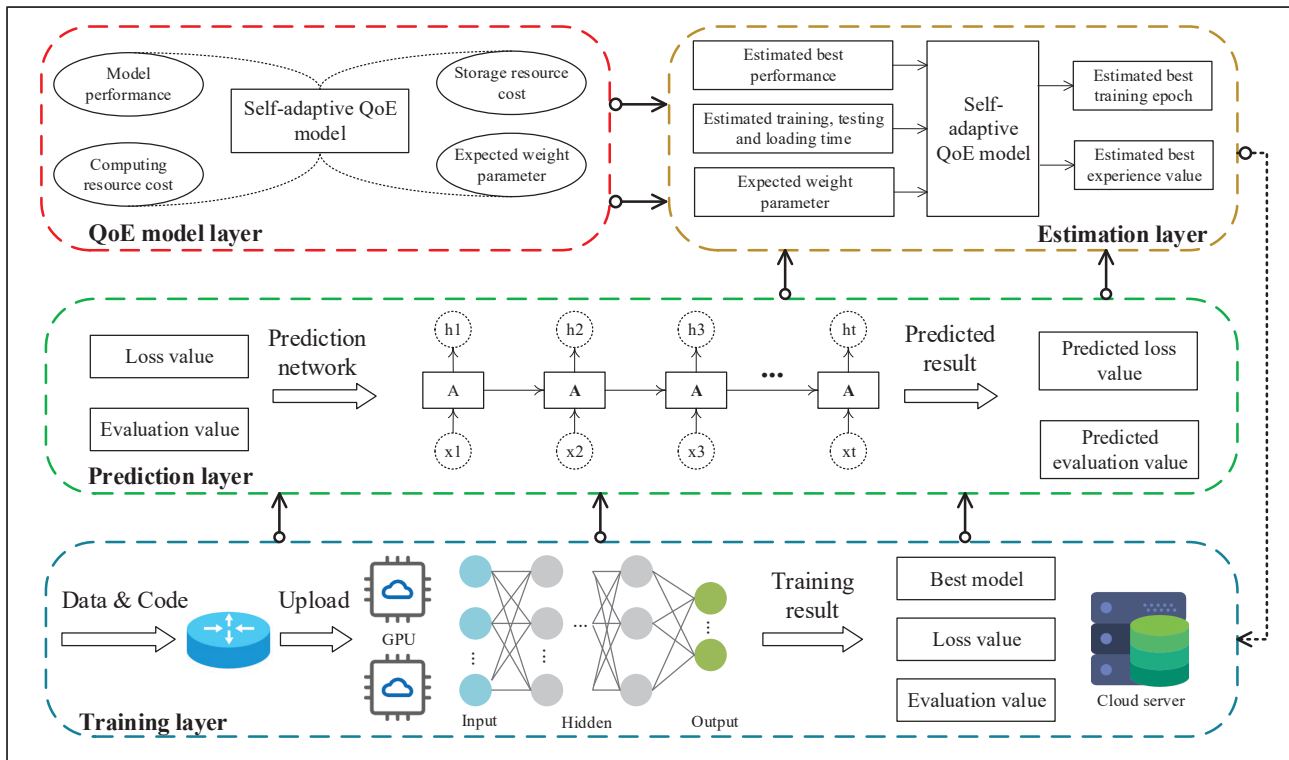 Model
performance
Storage resource
cost
Self-adaptive QoE
model
Computing
resource cost
Expected weight
parameter
QoE model layer
Estimated best
performance
Estimated training, testing
and loading time
Expected weight
parameter
Self-
adaptive
QoE model
Estimated best
training epoch
Estimated best
experience value
Estimation layer
Loss value
Evaluation value
Prediction
network
h1
h2
h3
ht
A
A
A
...
A
x1
x2
x3
xt
Predicted
result
Predicted loss
value
Predicted
evaluation value
Prediction layer
Data & Code
Upload
GPU
...
...
...
...
Input
Hidden
Output
Training
result
Best model
Loss value
Evaluation value
Cloud server
Training layer